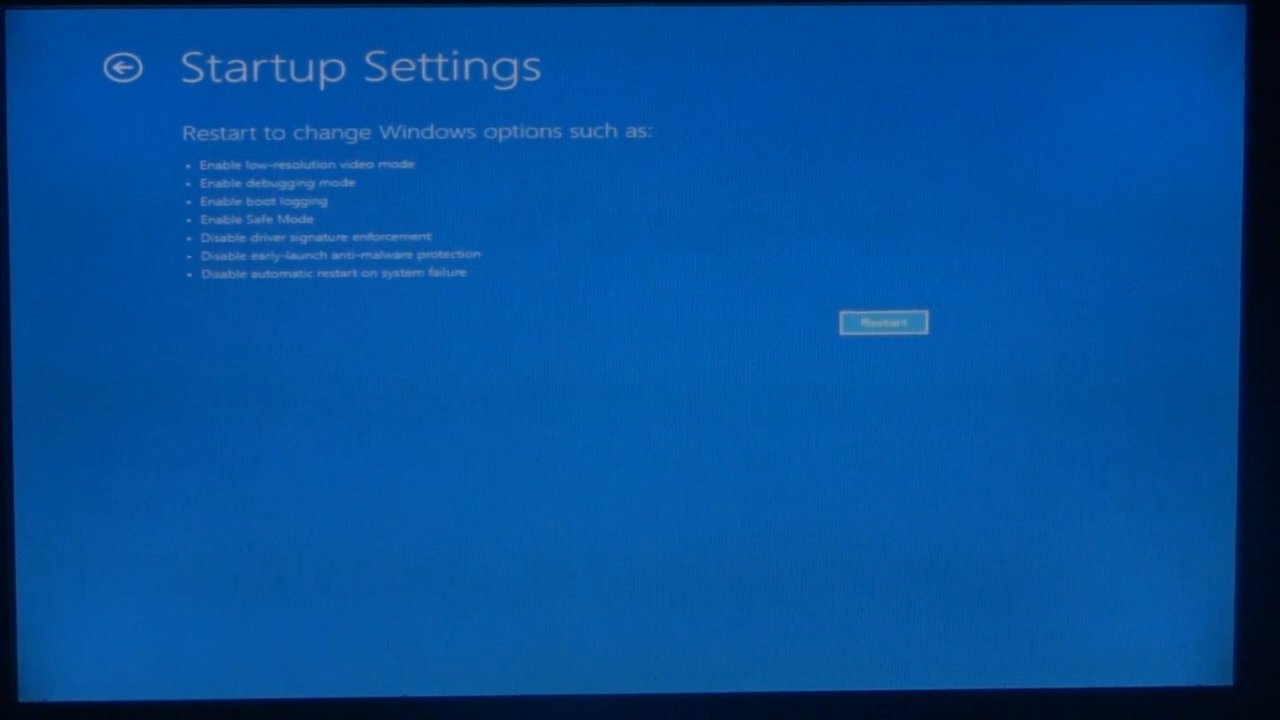 Startup Settings
Restart to change Windows options such as:
• Enable low-resolution video mode
• Enable debugging mode
• Enable boot logging
• Enable Safe Mode
• Disable driver signature enforcement
• Disable early-launch anti-malware protection
• Disable automatic restart on system failure
Restart